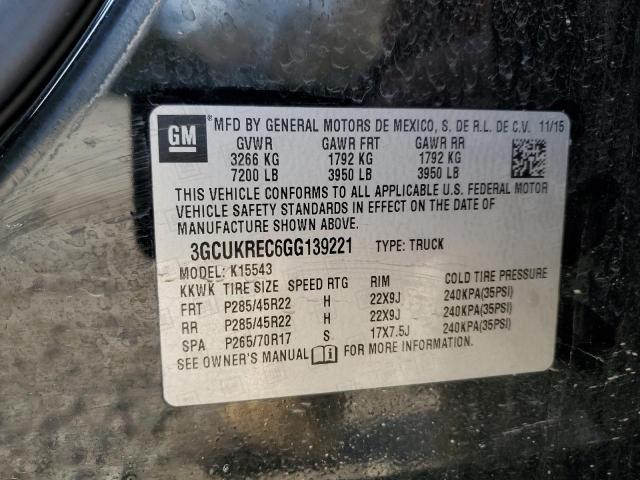 GM ® MFD BY GENERAL MOTORS DE MEXICO, S. DE R.L. DE C.V. 11/15
GVWR GAWR FRT GAWR RR
3266 KG 1792 KG 1792 KG
7200 LB 3950 LB 3950 LB
THIS VEHICLE CONFORMS TO ALL APPLICABLE U.S. FEDERAL MOTOR
VEHICLE SAFETY STANDARDS IN EFFECT ON THE DATE OF
MANUFACTURE SHOWN ABOVE.
3GCUKREC6GG139221 TYPE: TRUCK
MODEL: K15543
KKWK TIRE SIZE SPEED RTG RIM COLD TIRE PRESSURE
FRT P285/45R22 H 22X9J 240KPA(35PSI)
RR P285/45R22 H 22X9J 240KPA(35PSI)
SPA P265/70R17 S 17X7.5J 240KPA(35PSI)
SEE OWNER'S MANUAL FOR MORE INFORMATION.